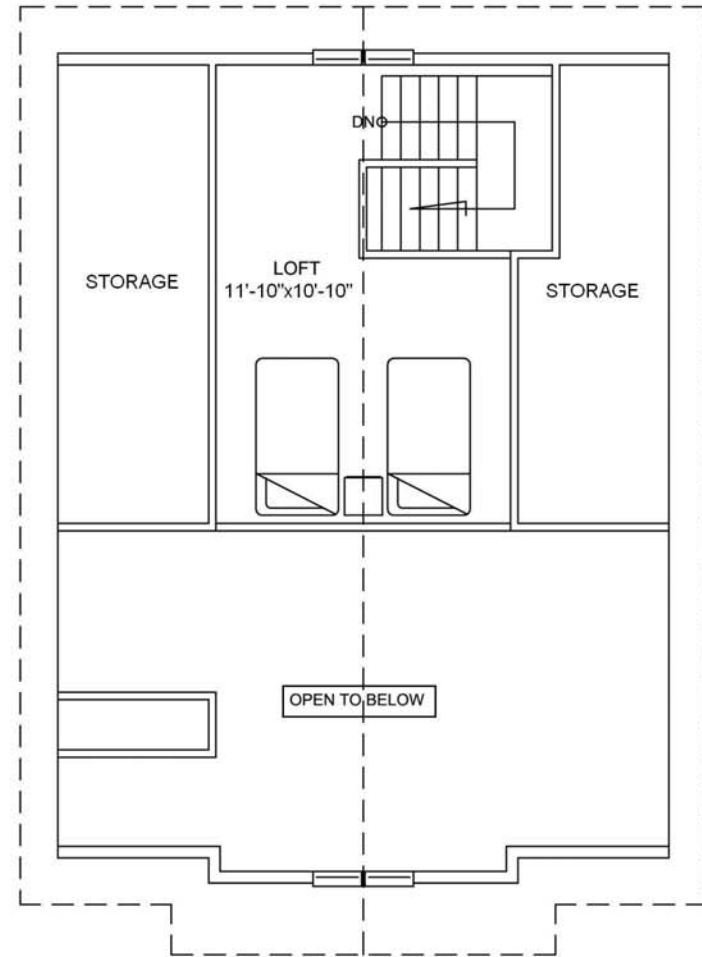 DN
STORAGE
LOFT
11'-10"x10'-10"
STORAGE
OPEN TO BELOW